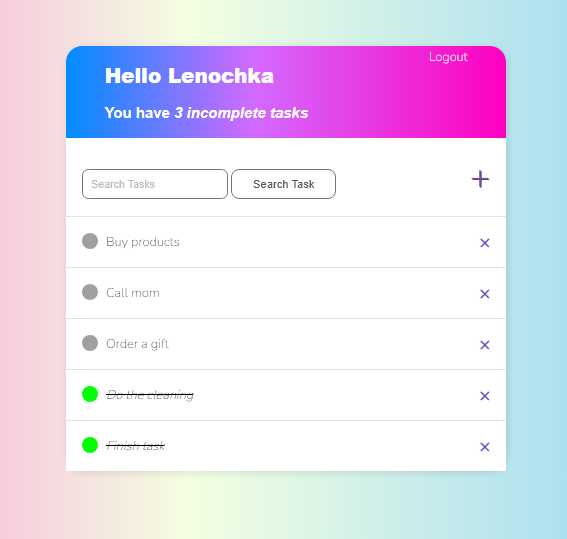 Logout
Hello Lenochka
You have 3 incomplete tasks
Search Tasks Search Task
Buy products
Call mom
Order a gift
Do the cleaning
Finish task